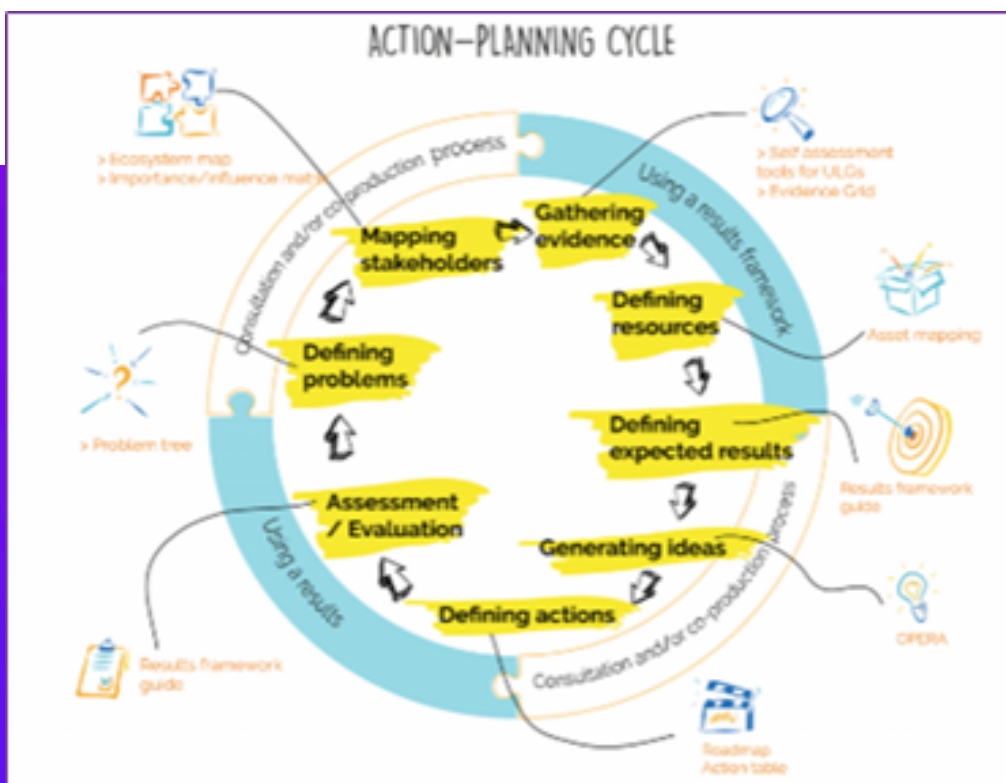 ACTION-PLANNING CYCLE
> Ecosystem map
> Importance/influence matri
Consultation and/or co-production process
Using a results framework
> Self assessment
tools for ULGs
> Evidence Grid
Mapping
stakeholders
Gathering
evidence
Defining
resources
Asset mapping
Defining
problems
> Problem tree
Defining
expected results
Results framework
guide
Assessment
/ Evaluation
Generating ideas
OPERA
Defining actions
Using a results
Consultation and/or co-production process
Results framework
guide
Roadmap
Action table